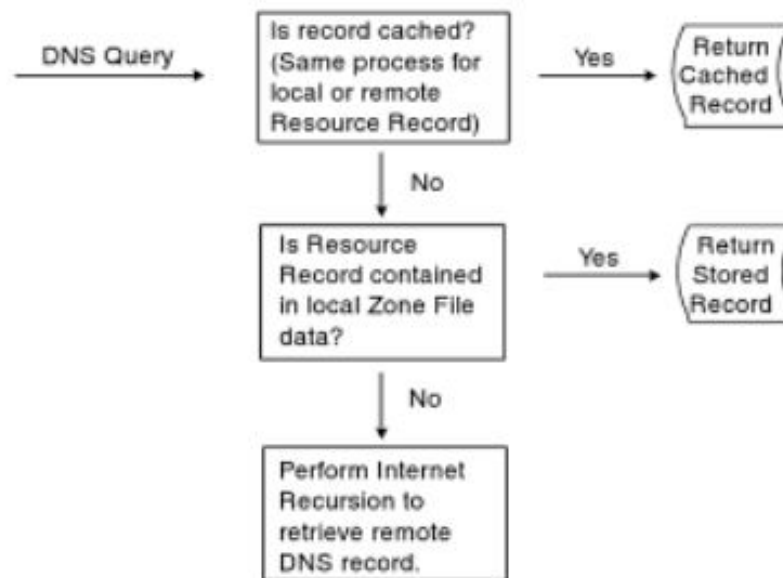 DNS Query
Is record cached?
(Same process for
local or remote
Resource Record)
Yes
Return
Cached
Record
No
Is Resource
Record contained
in local Zone File
data?
Yes
Return
Stored
Record
No
Perform Internet
Recursion to
retrieve remote
DNS record.